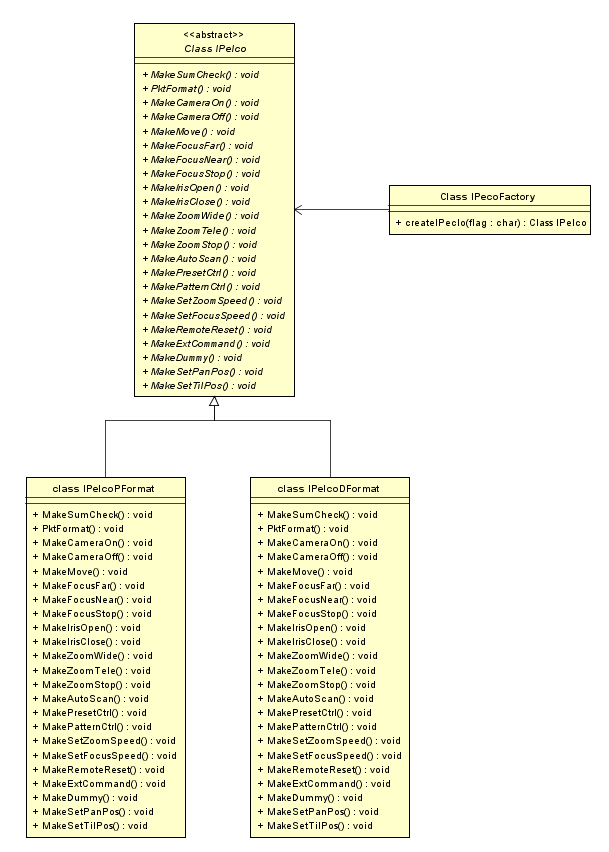 <<abstract>>
Class IPelco
+ MakeSumCheck() : void
+ PktFormat() : void
+ MakeCameraOn() : void
+ MakeCameraOff() : void
+ MakeMove() : void
+ MakeFocusFar() : void
+ MakeFocusNear() : void
+ MakeFocusStop() : void
+ MakeIrisOpen() : void
+ MakeIrisClose() : void
+ MakeZoomWide() : void
+ MakeZoomTele() : void
+ MakeZoomStop() : void
+ MakeAutoScan() : void
+ MakePresetCtrl() : void
+ MakePatternCtrl() : void
+ MakeSetZoomSpeed() : void
+ MakeSetFocusSpeed() : void
+ MakeRemoteReset() : void
+ MakeExtCommand() : void
+ MakeDummy() : void
+ MakeSetPanPos() : void
+ MakeSetTilPos() : void
Class IPecoFactory
+ createIPeclo(flag : char) : Class IPelco
class IPelcoPFormat
+ MakeSumCheck() : void
+ PktFormat() : void
+ MakeCameraOn() : void
+ MakeCameraOff() : void
+ MakeMove() : void
+ MakeFocusFar() : void
+ MakeFocusNear() : void
+ MakeFocusStop() : void
+ MakeIrisOpen() : void
+ MakeIrisClose() : void
+ MakeZoomWide() : void
+ MakeZoomTele() : void
+ MakeZoomStop() : void
+ MakeAutoScan() : void
+ MakePresetCtrl() : void
+ MakePatternCtrl() : void
+ MakeSetZoomSpeed() : void
+ MakeSetFocusSpeed() : void
+ MakeRemoteReset() : void
+ MakeExtCommand() : void
+ MakeDummy() : void
+ MakeSetPanPos() : void
+ MakeSetTilPos() : void
class IPelcoDFormat
+ MakeSumCheck() : void
+ PktFormat() : void
+ MakeCameraOn() : void
+ MakeCameraOff() : void
+ MakeMove() : void
+ MakeFocusFar() : void
+ MakeFocusNear() : void
+ MakeFocusStop() : void
+ MakeIrisOpen() : void
+ MakeIrisClose() : void
+ MakeZoomWide() : void
+ MakeZoomTele() : void
+ MakeZoomStop() : void
+ MakeAutoScan() : void
+ MakePresetCtrl() : void
+ MakePatternCtrl() : void
+ MakeSetZoomSpeed() : void
+ MakeSetFocusSpeed() : void
+ MakeRemoteReset() : void
+ MakeExtCommand() : void
+ MakeDummy() : void
+ MakeSetPanPos() : void
+ MakeSetTilPos() : void